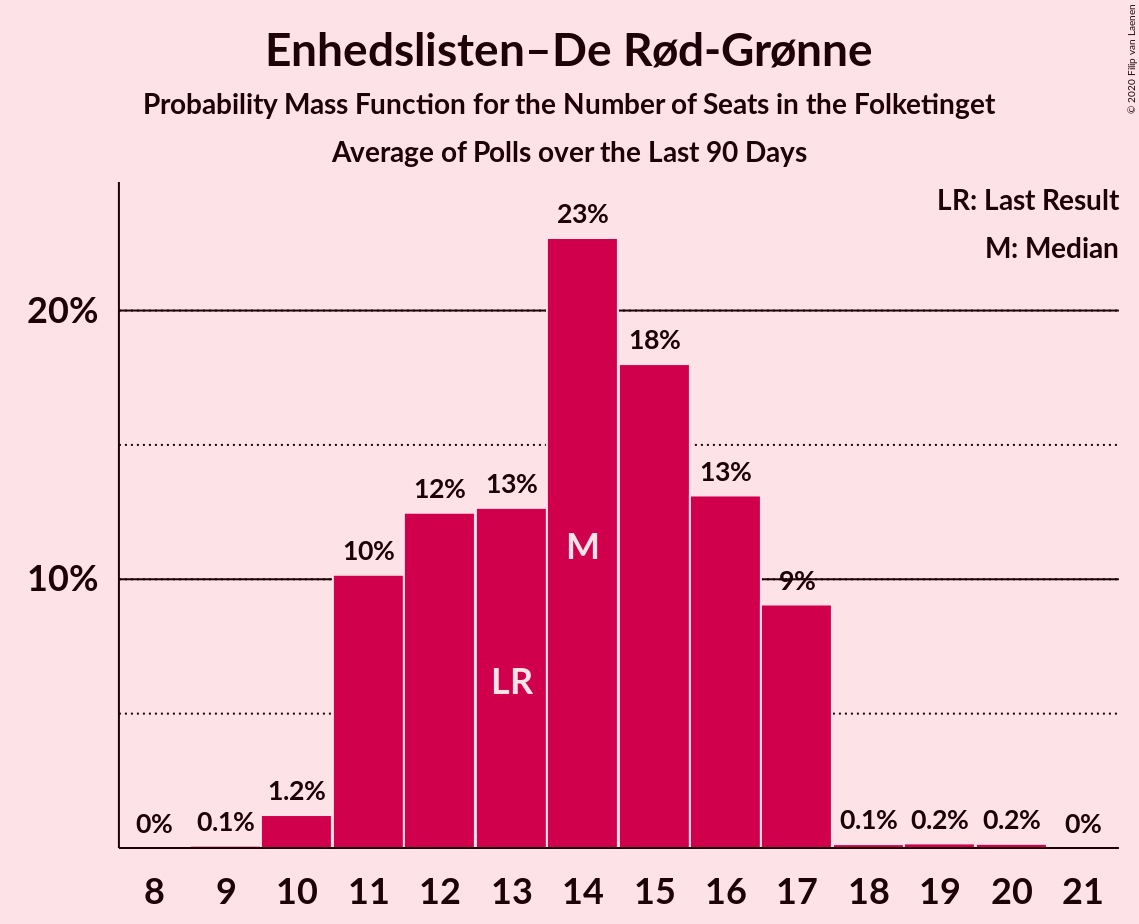 Enhedslisten–De Rød-Grønne
Probability Mass Function for the Number of Seats in the Folketinget
Average of Polls over the Last 90 Days
© 2020 Filip van Laenen
LR: Last Result
M: Median
23%
20%
18%
13%
13%
12%
10%
10%
9%
M
LR
1.2%
0%
0.1%
0.1%
0.2%
0.2%
0%
8 9 10 11 12 13 14 15 16 17 18 19 20 21